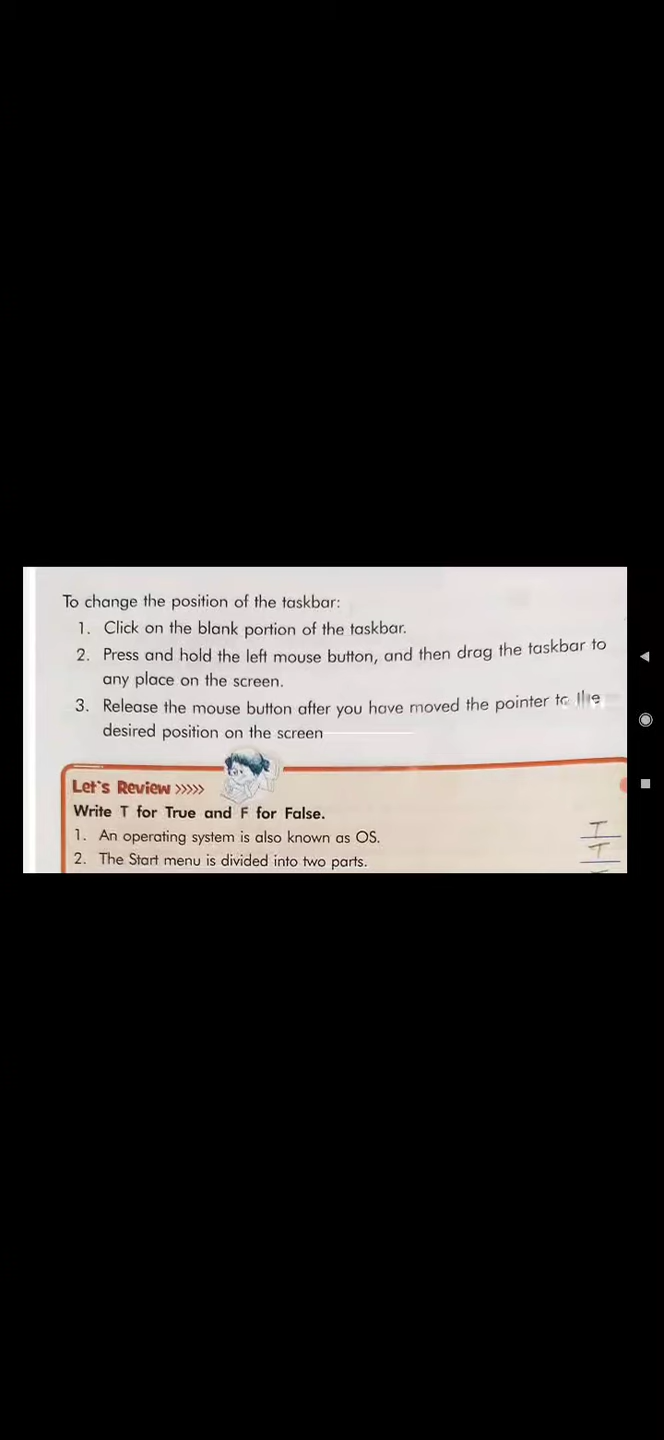 To change the position of the taskbar:
1. Click on the blank portion of the taskbar.
2. Press and hold the left mouse button, and then drag the taskbar to
any place on the screen.
3. Release the mouse button after you have moved the pointer to the
desired position on the screen
Let's Review >>>>>
Write T for True and F for False.
1. An operating system is also known as OS. T
2. The Start menu is divided into two parts. T